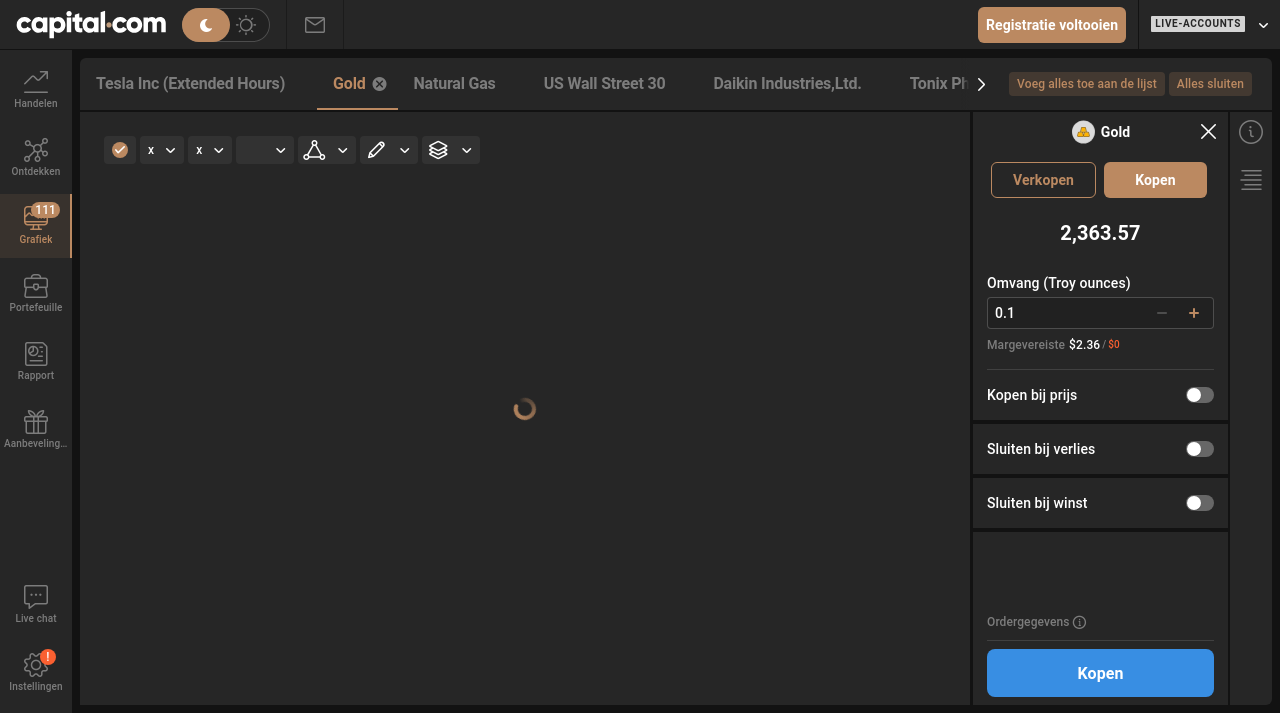 capital.com
Registratie voltooien
LIVE-ACCOUNTS
Handelen
Ontdekken
111
Grafiek
Portefeuille
Rapport
Aanbeveling...
Live chat
!
Instellingen
Tesla Inc (Extended Hours)
Gold
Natural Gas
US Wall Street 30
Daikin Industries,Ltd.
Tonix Ph
Voeg alles toe aan de lijst
Alles sluiten
x
x
Gold
Verkopen
Kopen
2,363.57
Omvang (Troy ounces)
0.1
Margevereiste $2.36 / $0
Kopen bij prijs
Sluiten bij verlies
Sluiten bij winst
Ordergegevens
Kopen